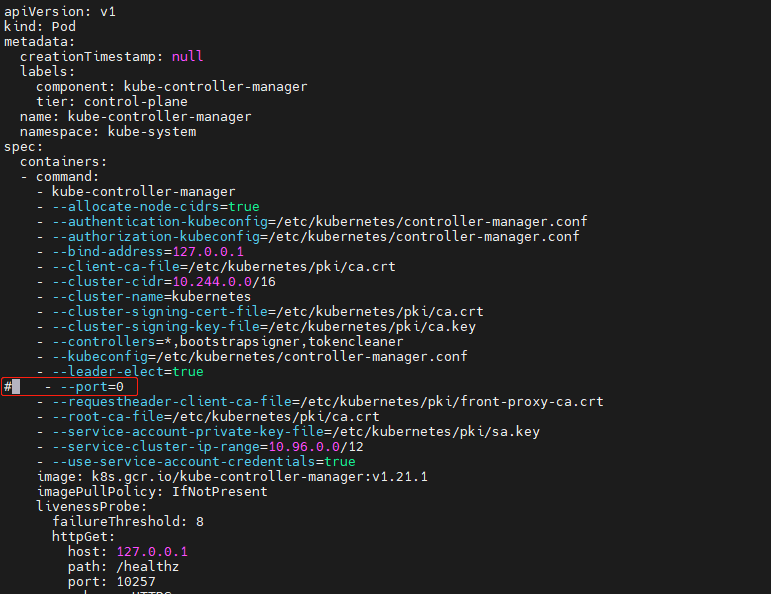 apiVersion: v1
kind: Pod
metadata:
  creationTimestamp: null
  labels:
    component: kube-controller-manager
    tier: control-plane
  name: kube-controller-manager
  namespace: kube-system
spec:
  containers:
  - command:
    - kube-controller-manager
    - --allocate-node-cidrs=true
    - --authentication-kubeconfig=/etc/kubernetes/controller-manager.conf
    - --authorization-kubeconfig=/etc/kubernetes/controller-manager.conf
    - --bind-address=127.0.0.1
    - --client-ca-file=/etc/kubernetes/pki/ca.crt
    - --cluster-cidr=10.244.0.0/16
    - --cluster-name=kubernetes
    - --cluster-signing-cert-file=/etc/kubernetes/pki/ca.crt
    - --cluster-signing-key-file=/etc/kubernetes/pki/ca.key
    - --controllers=*,bootstrapsigner,tokencleaner
    - --kubeconfig=/etc/kubernetes/controller-manager.conf
    - --leader-elect=true
#    - --port=0
    - --requestheader-client-ca-file=/etc/kubernetes/pki/front-proxy-ca.crt
    - --root-ca-file=/etc/kubernetes/pki/ca.crt
    - --service-account-private-key-file=/etc/kubernetes/pki/sa.key
    - --service-cluster-ip-range=10.96.0.0/12
    - --use-service-account-credentials=true
    image: k8s.gcr.io/kube-controller-manager:v1.21.1
    imagePullPolicy: IfNotPresent
    livenessProbe:
      failureThreshold: 8
      httpGet:
        host: 127.0.0.1
        path: /healthz
        port: 10257